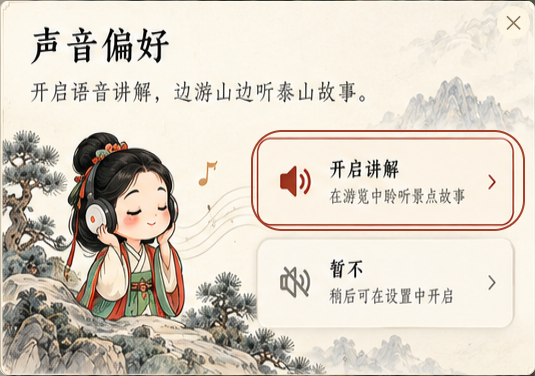 声音偏好
开启语音讲解，边游山边听泰山故事。
开启讲解
在游览中聆听景点故事
暂不
稍后可在设置中开启